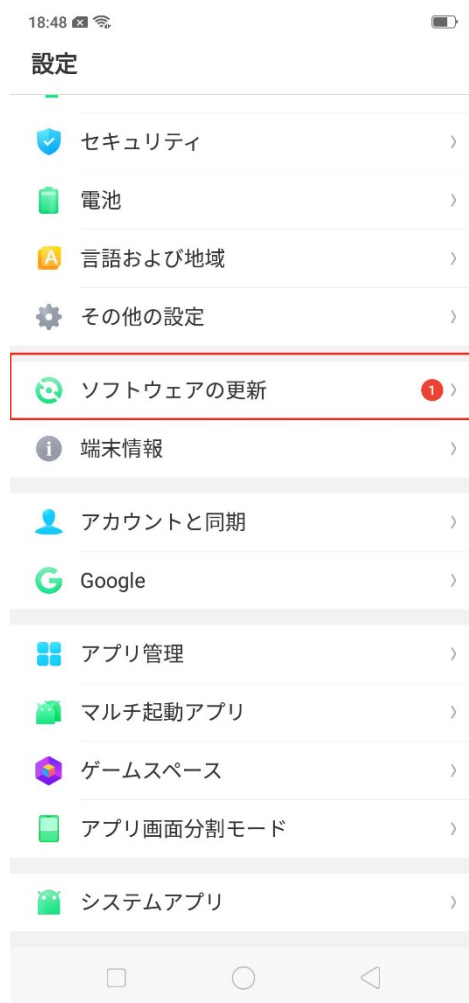 18:48
設定
セキュリティ
電池
言語および地域
その他の設定
ソフトウェアの更新 1
端末情報
アカウントと同期
Google
アプリ管理
マルチ起動アプリ
ゲームスペース
アプリ画面分割モード
システムアプリ